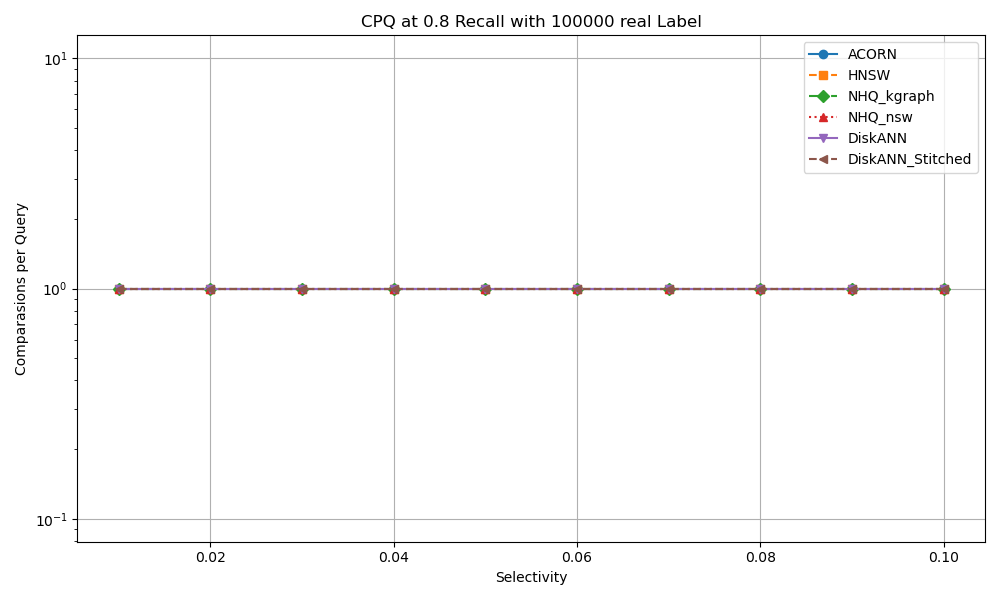 CPQ at 0.8 Recall with 100000 real Label
10¹
10⁰
10⁻¹
Comparasions per Query
ACORN
HNSW
NHQ_kgraph
NHQ_nsw
DiskANN
DiskANN_Stitched
0.02 0.04 0.06 0.08 0.10
Selectivity